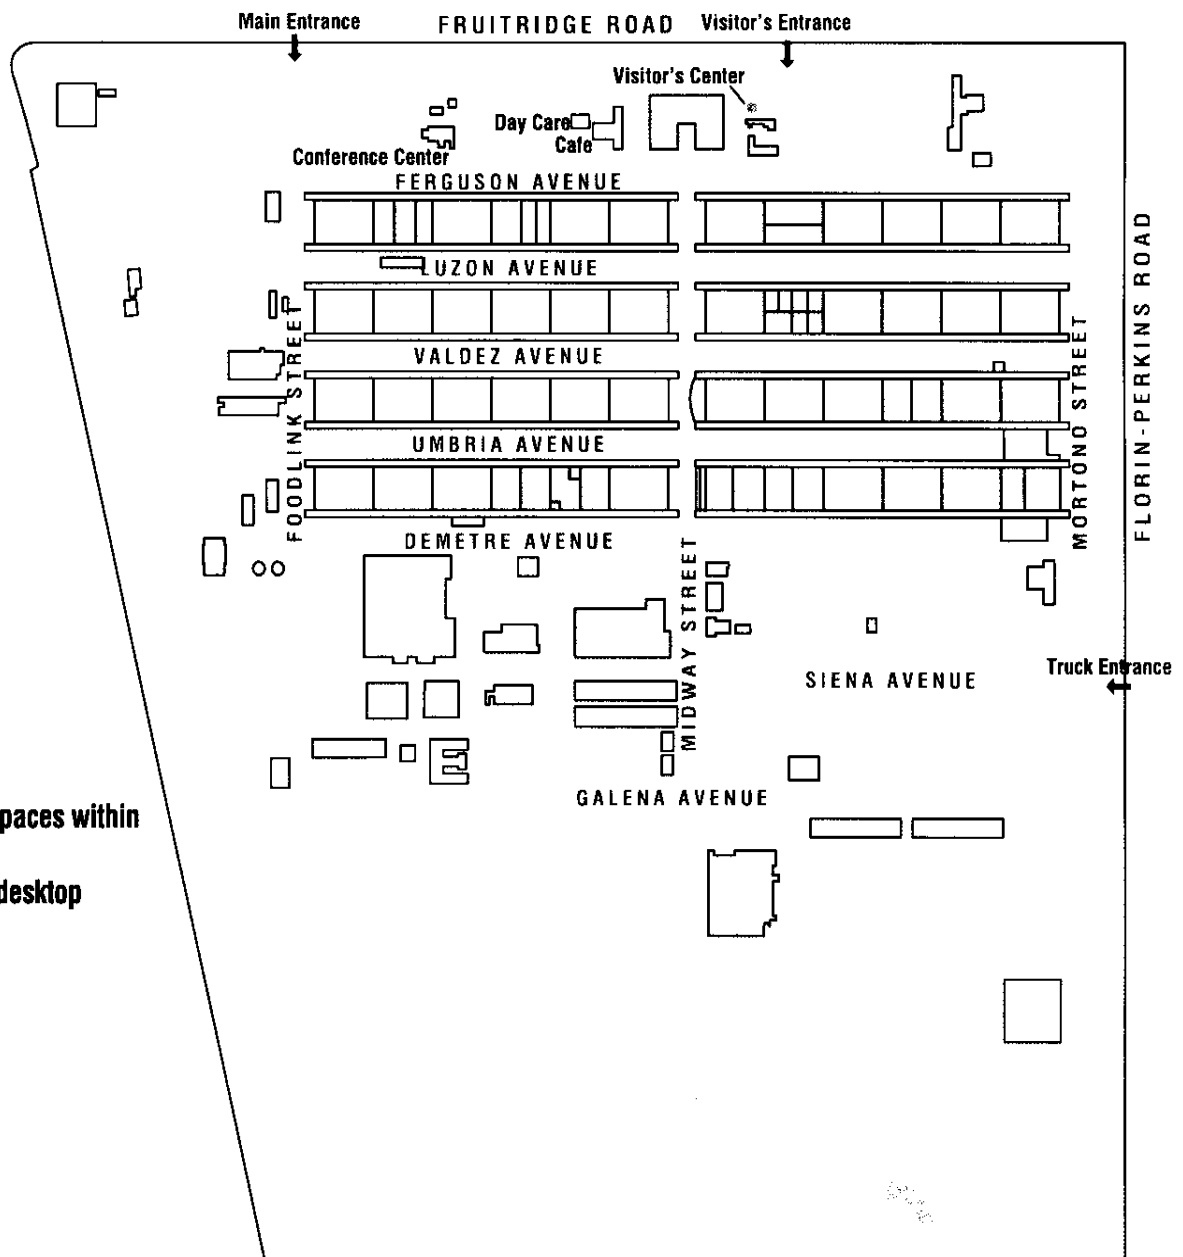 Main Entrance
FRUITRIDGE ROAD
Visitor's Entrance
Visitor's Center
Day Care
Cafe
Conference Center
FERGUSON AVENUE
LUZON AVENUE
VALDEZ AVENUE
UMBRIA AVENUE
DEMETRE AVENUE
FOODLINK STREET
MIDWAY STREET
MORTONO STREET
FLORIN-PERKINS ROAD
Truck Entrance
SIENA AVENUE
GALENA AVENUE
paces within
desktop